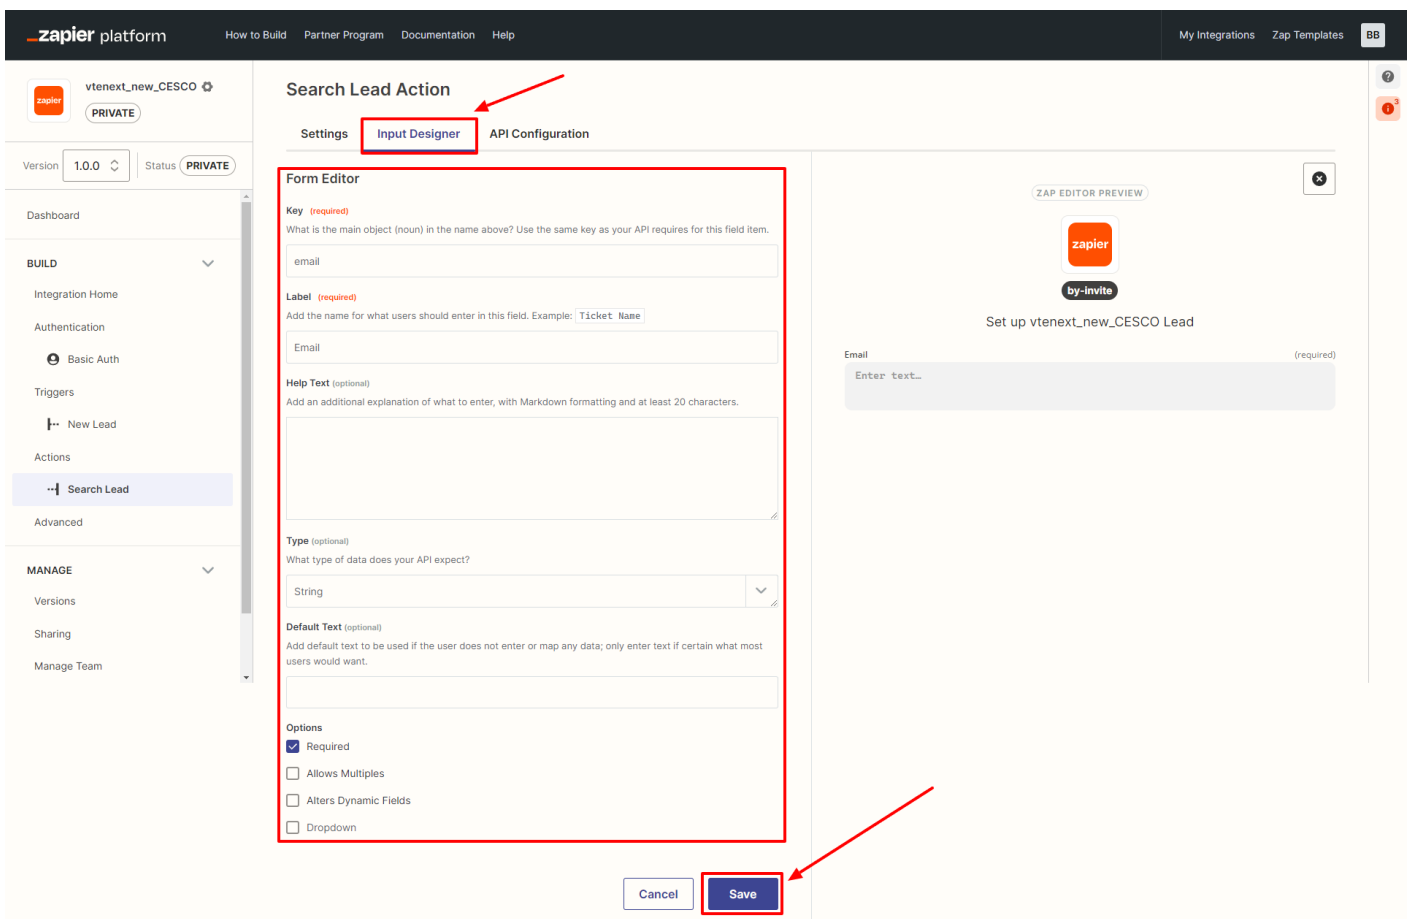 zapier platform
How to Build Partner Program Documentation Help
My Integrations Zap Templates BB
zapier
vtenext_new_CESCO
PRIVATE
Version 1.0.0 Status PRIVATE
Dashboard
BUILD
Integration Home
Authentication
Basic Auth
Triggers
New Lead
Actions
Search Lead
Advanced
MANAGE
Versions
Sharing
Manage Team
Search Lead Action
Settings Input Designer API Configuration
Form Editor
Key (required)
What is the main object (noun) in the name above? Use the same key as your API requires for this field item.
email
Label (required)
Add the name for what users should enter in this field. Example: Ticket Name
Email
Help Text (optional)
Add an additional explanation of what to enter, with Markdown formatting and at least 20 characters.
Type (optional)
What type of data does your API expect?
String
Default Text (optional)
Add default text to be used if the user does not enter or map any data; only enter text if certain what most
users would want.
Options
Required
Allows Multiples
Alters Dynamic Fields
Dropdown
Cancel Save
ZAP EDITOR PREVIEW
zapier
by-invite
Set up vtenext_new_CESCO Lead
Email (required)
Enter text…
?
3